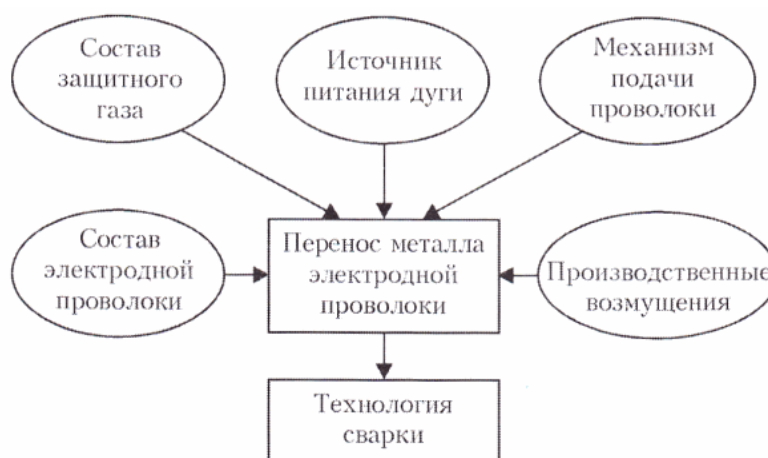 Состав
защитного
газа
Источник
питания дуги
Механизм
подачи
проволоки
Состав
электродной
проволоки
Перенос металла
электродной
проволоки
Производственные
возмущения
Технология
сварки